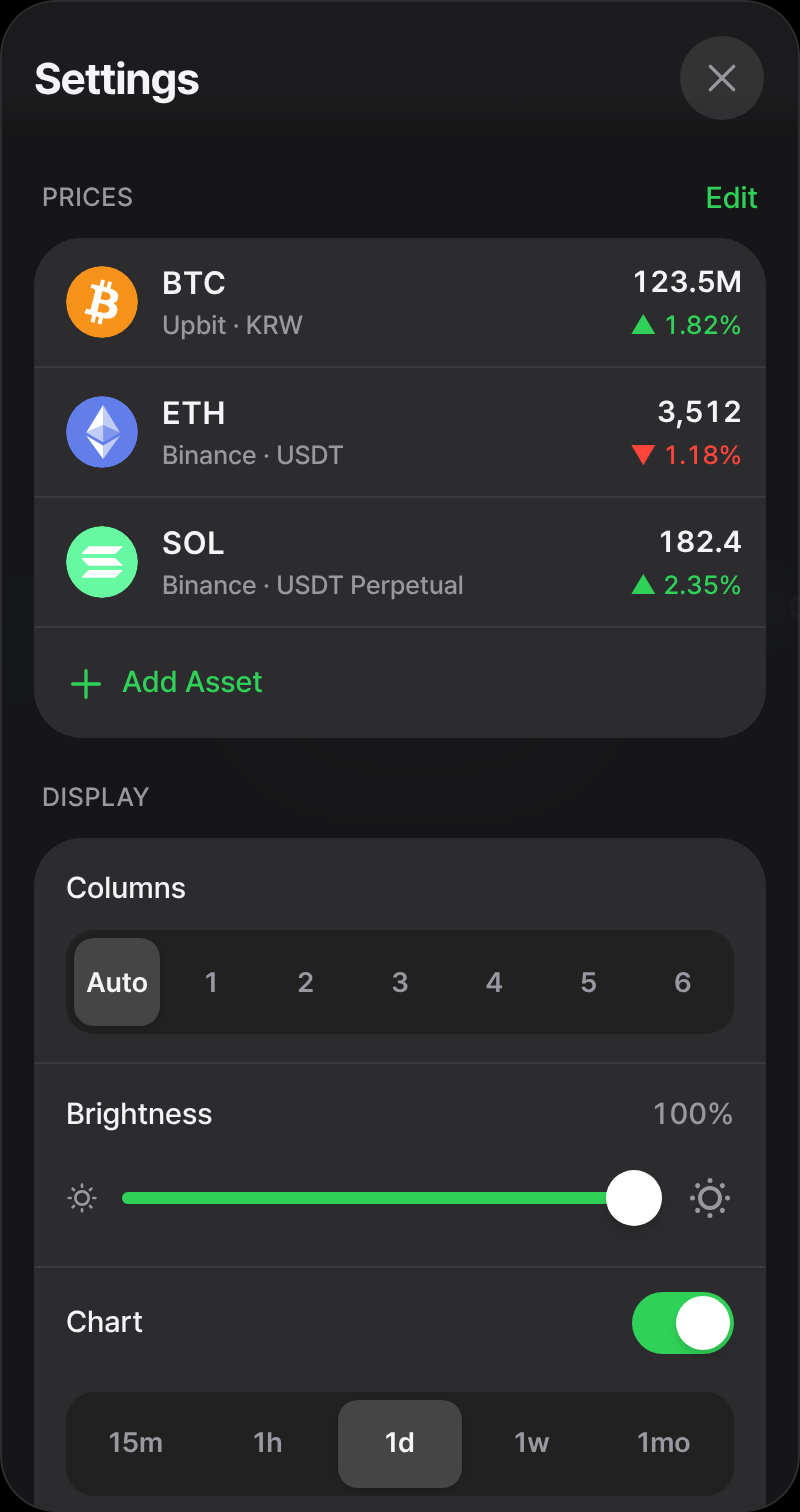 Settings
PRICES
Edit
BTC
123.5M
Upbit · KRW
▲ 1.82%
ETH
3,512
Binance · USDT
▼ 1.18%
SOL
182.4
Binance · USDT Perpetual
▲ 2.35%
+ Add Asset
DISPLAY
Columns
Auto 1 2 3 4 5 6
Brightness
100%
Chart
15m 1h 1d 1w 1mo